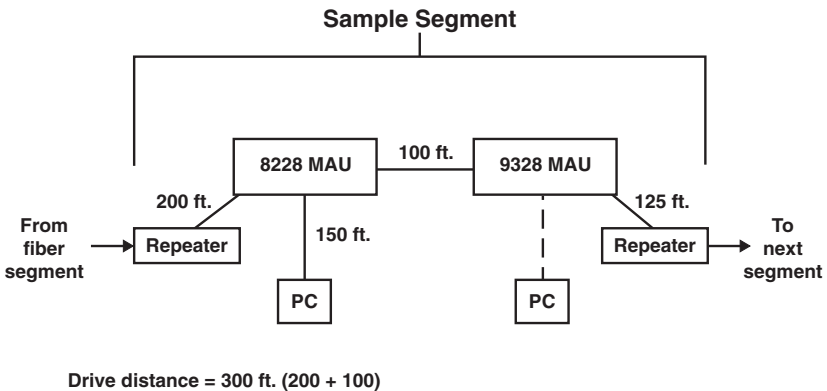 Sample Segment
8228 MAU
100 ft.
9328 MAU
200 ft.
125 ft.
From
fiber
segment
Repeater
150 ft.
Repeater
To
next
segment
PC
PC
Drive distance = 300 ft. (200 + 100)